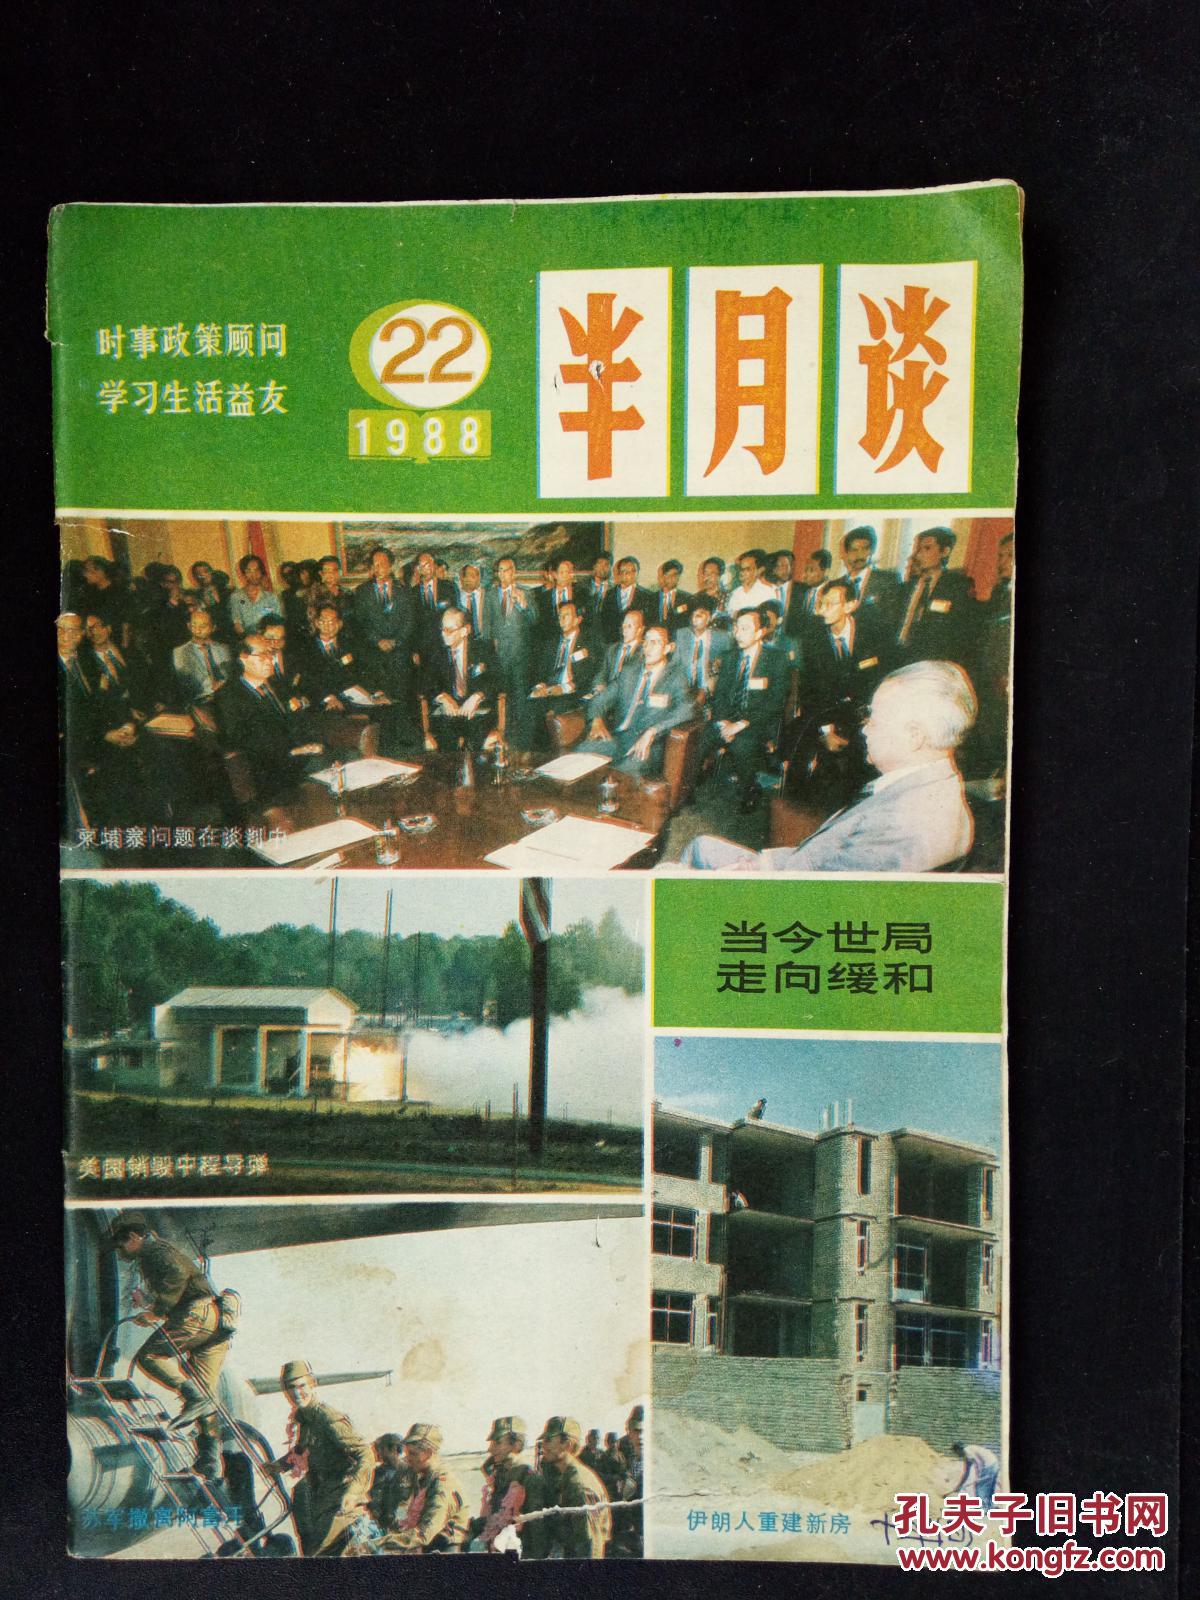 时事政策顾问
学习生活益友
22
1988
半月谈
柬埔寨问题在谈判中
当今世局
走向缓和
美国销毁中程导弹
苏军撤离阿富汗
伊朗人重建新房
孔夫子旧书网
www.kongfz.com